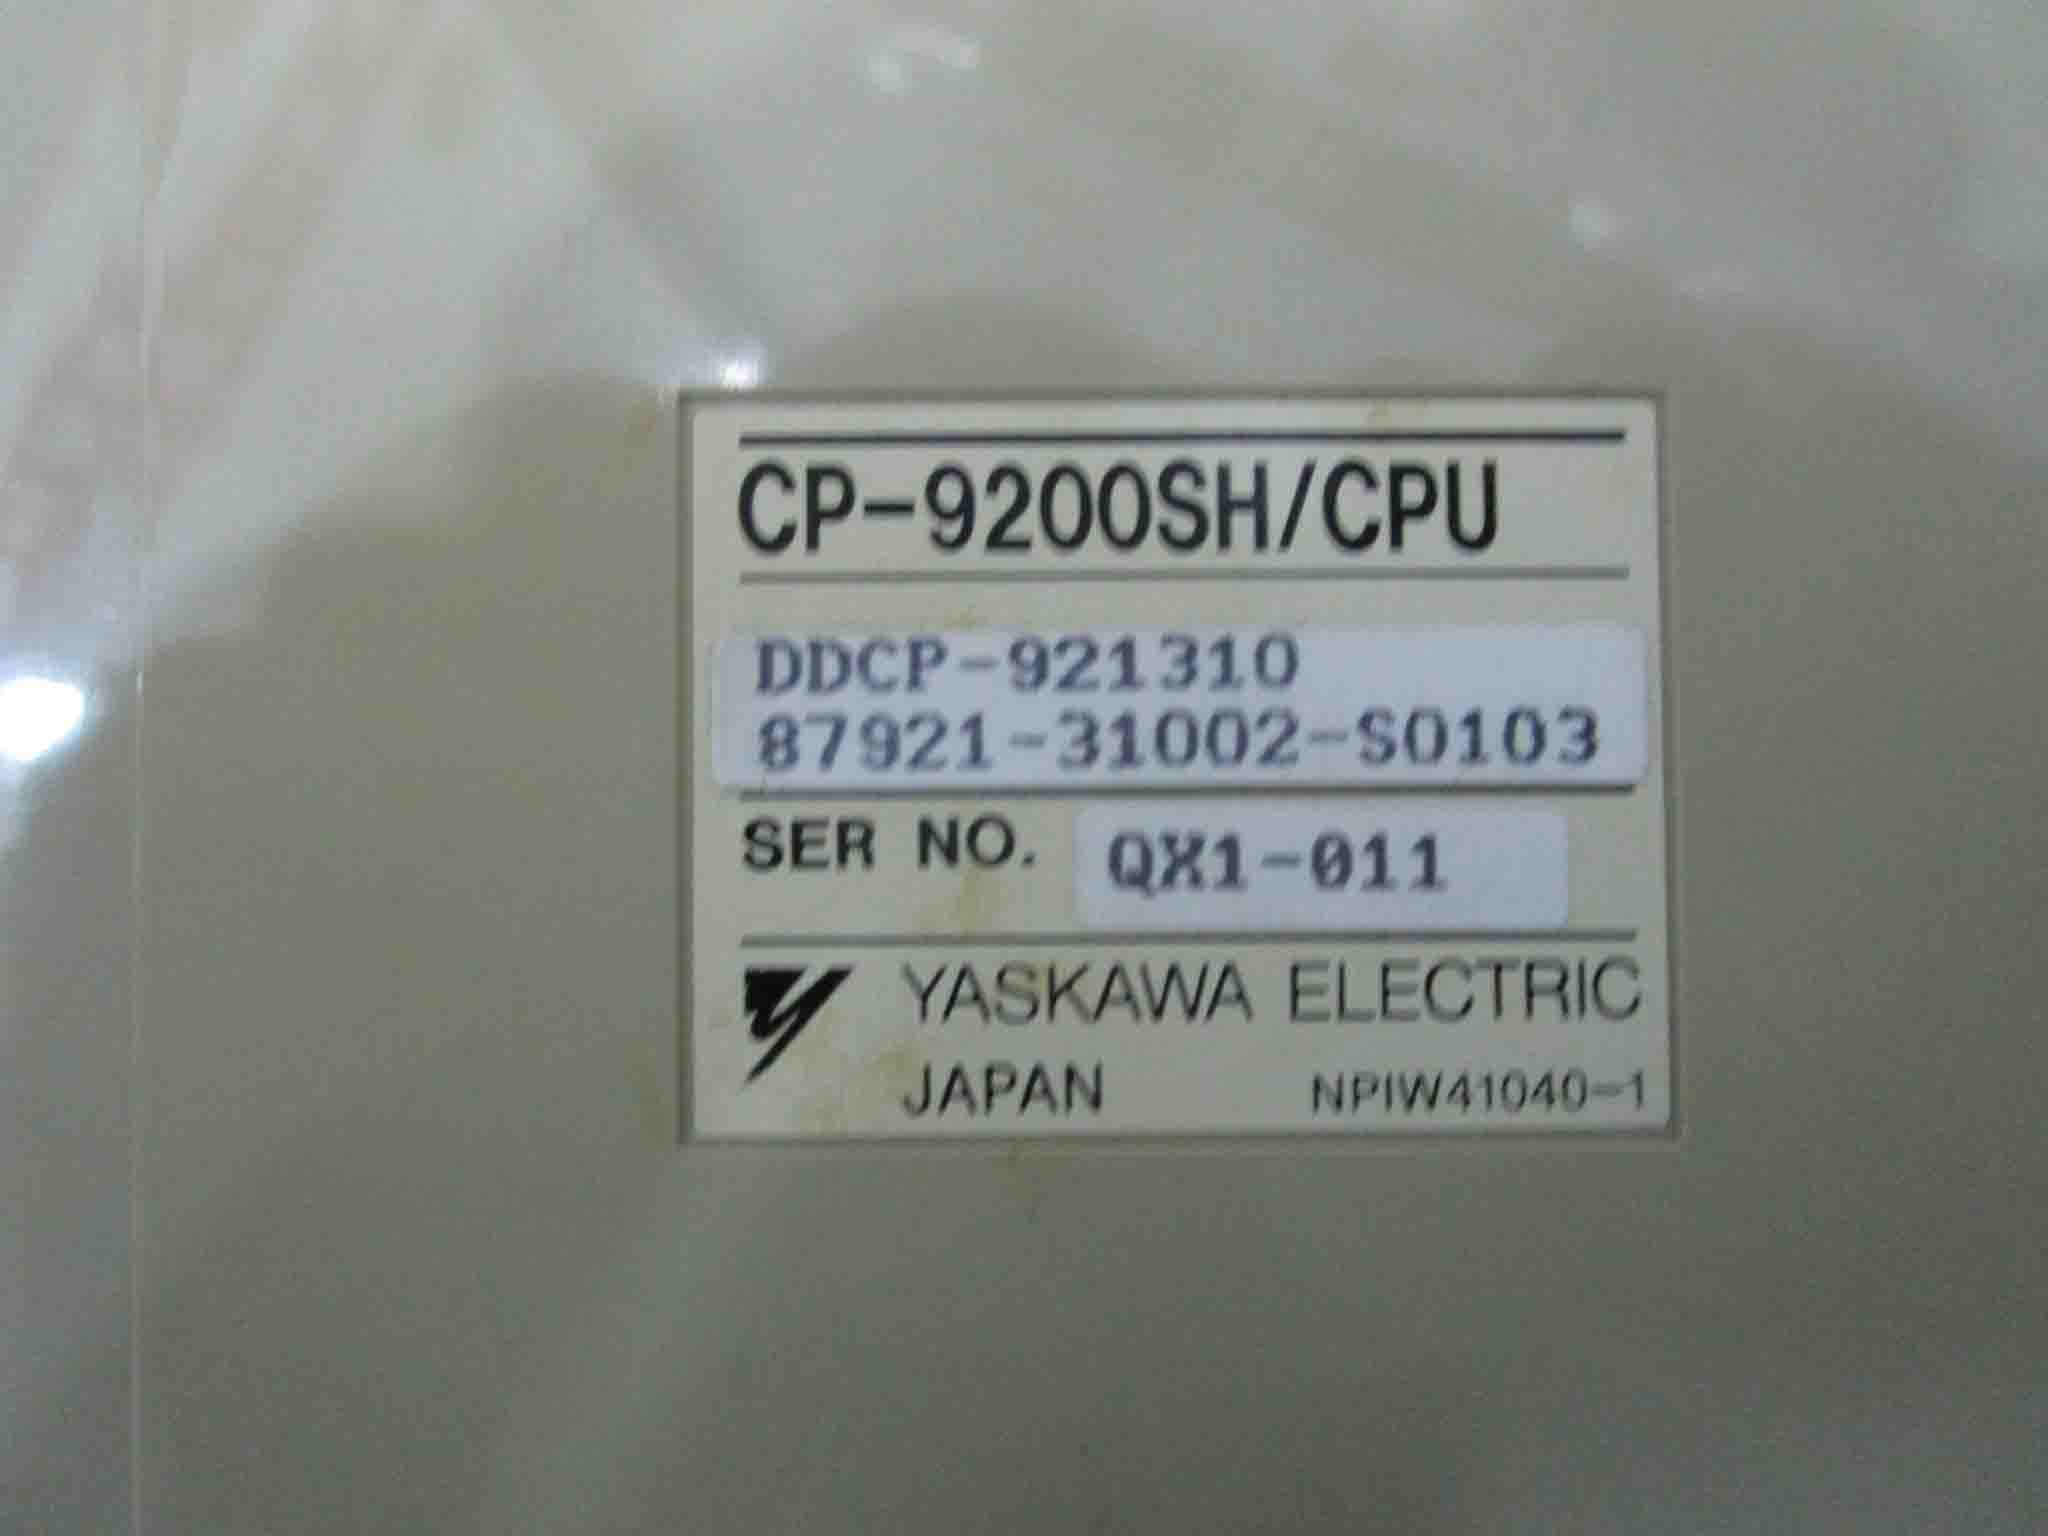 CP-9200SH/CPU
DDCP-921310
87921-31002-S0103
SER NO. QX1-011
YASKAWA ELECTRIC
JAPAN NPIW41040-1